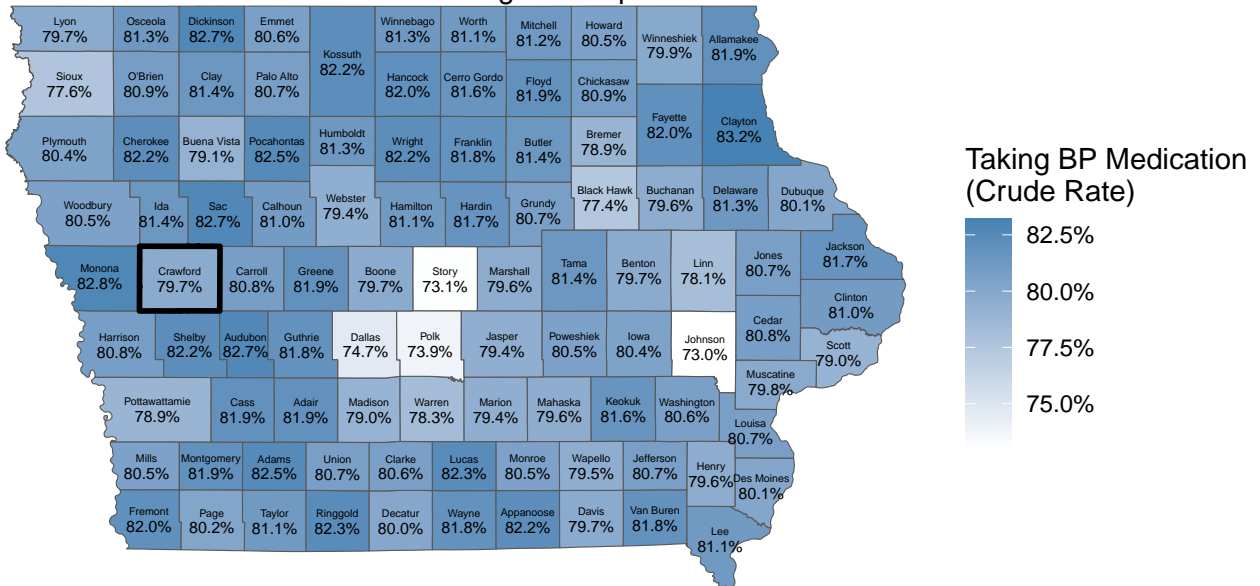 Lyon Osceola Dickinson Emmet Winnebago Worth Mitchell Howard Winneshiek Allamakee
79.7% 81.3% 82.7% 80.6% 81.3% 81.1% 81.2% 80.5% 79.9% 81.9%
Kossuth
82.2%
Sioux O'Brien Clay Palo Alto Hancock Cerro Gordo Floyd Chickasaw
77.6% 80.9% 81.4% 80.7% 82.0% 81.6% 81.9% 80.9%
Fayette Clayton
82.0% 83.2%
Plymouth Cherokee Buena Vista Pocahontas Humboldt Wright Franklin Butler Bremer
80.4% 82.2% 79.1% 82.5% 81.3% 82.2% 81.8% 81.4% 78.9%
Woodbury Ida Sac Calhoun Webster Hamilton Hardin Grundy Black Hawk Buchanan Delaware Dubuque
80.5% 81.4% 82.7% 81.0% 79.4% 81.1% 81.7% 80.7% 77.4% 79.6% 81.3% 80.1%
Monona Crawford Carroll Greene Boone Story Marshall Tama Benton Linn Jones Jackson
82.8% 79.7% 80.8% 81.9% 79.7% 73.1% 79.6% 81.4% 79.7% 78.1% 80.7% 81.7%
Clinton
81.0%
Harrison Shelby Audubon Guthrie Dallas Polk Jasper Poweshiek Iowa Johnson Cedar Scott
80.8% 82.2% 82.7% 81.8% 74.7% 73.9% 79.4% 80.5% 80.4% 73.0% 80.8% 79.0%
Muscatine
79.8%
Pottawattamie Cass Adair Madison Warren Marion Mahaska Keokuk Washington Louisa
78.9% 81.9% 81.9% 79.0% 78.3% 79.4% 79.6% 81.6% 80.6% 80.7%
Mills Montgomery Adams Union Clarke Lucas Monroe Wapello Jefferson Henry Des Moines
80.5% 81.9% 82.5% 80.7% 80.6% 82.3% 80.5% 79.5% 80.7% 79.6% 80.1%
Fremont Page Taylor Ringgold Decatur Wayne Appanoose Davis Van Buren Lee
82.0% 80.2% 81.1% 82.3% 80.0% 81.8% 82.2% 79.7% 81.8% 81.1%
Taking BP Medication
(Crude Rate)
82.5%
80.0%
77.5%
75.0%